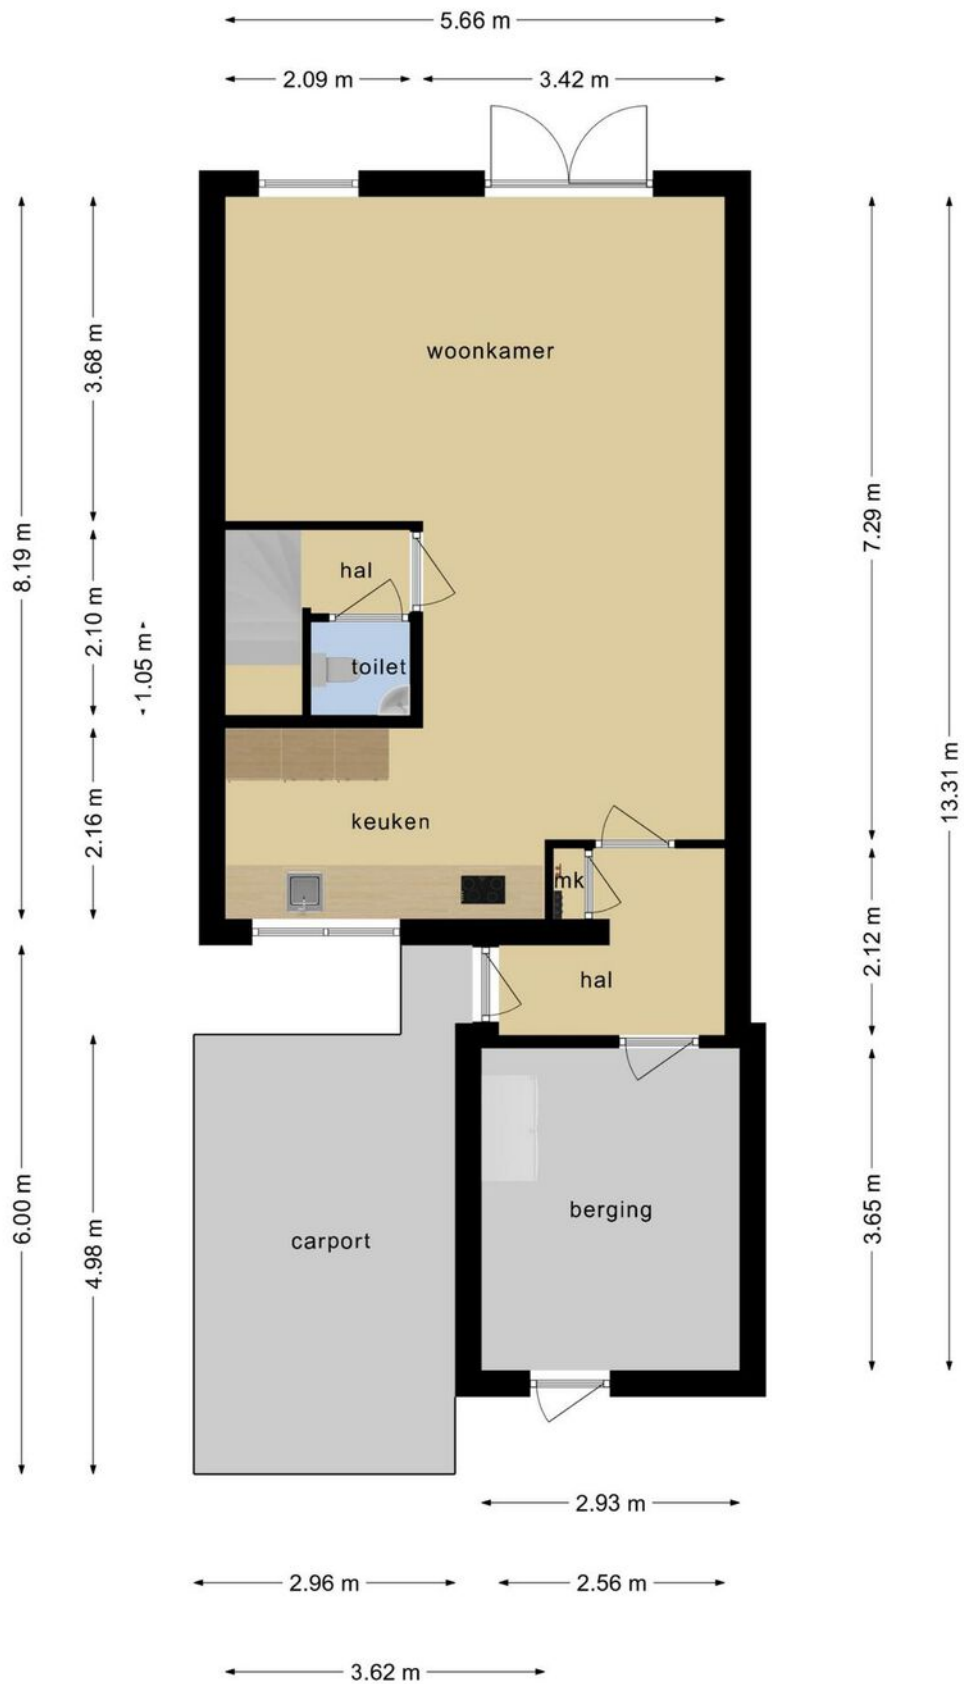 5.66 m
2.09 m
3.42 m
woonkamer
3.68 m
8.19 m
7.29 m
hal
2.10 m
1.05 m
toilet
13.31 m
keuken
2.16 m
mk
2.12 m
hal
6.00 m
4.98 m
carport
berging
3.65 m
2.93 m
2.96 m
2.56 m
3.62 m